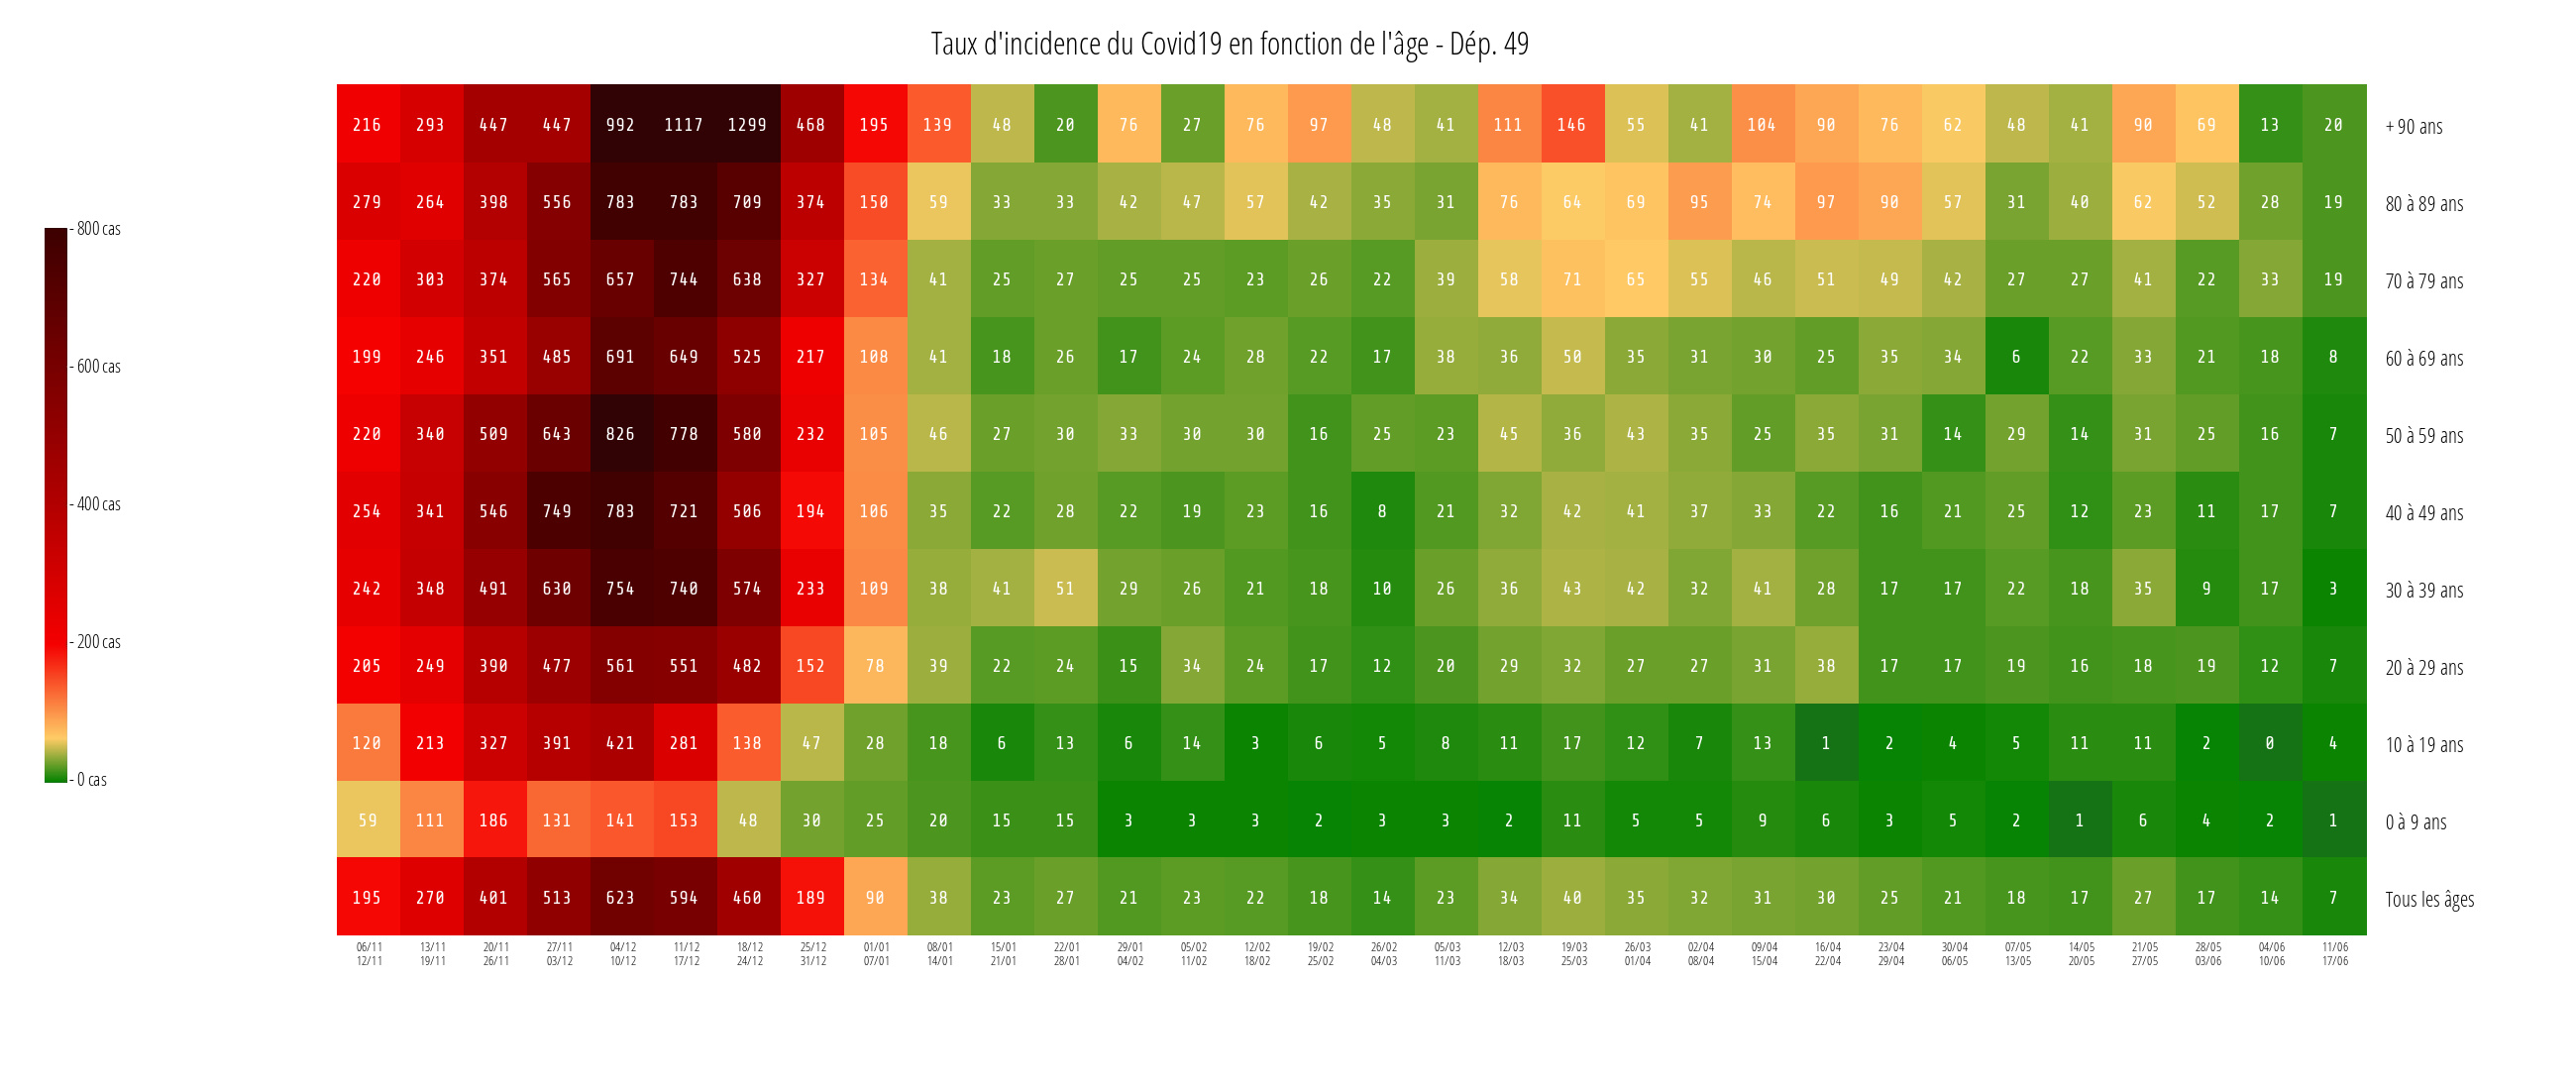 Taux d'incidence du Covid19 en fonction de l'âge - Dép. 49
- 800 cas
- 600 cas
- 400 cas
- 200 cas
- 0 cas
216 293 447 447 992 1117 1299 468 195 139 48 20 76 27 76 97 48 41 111 146 55 41 104 90 76 62 48 41 90 69 13 20 + 90 ans
279 264 398 556 783 783 709 374 150 59 33 33 42 47 57 42 35 31 76 64 69 95 74 97 90 57 31 40 62 52 28 19 80 à 89 ans
220 303 374 565 657 744 638 327 134 41 25 27 25 25 23 26 22 39 58 71 65 55 46 51 49 42 27 27 41 22 33 19 70 à 79 ans
199 246 351 485 691 649 525 217 108 41 18 26 17 24 28 22 17 38 36 50 35 31 30 25 35 34 6 22 33 21 18 8 60 à 69 ans
220 340 509 643 826 778 580 232 105 46 27 30 33 30 30 16 25 23 45 36 43 35 25 35 31 14 29 14 31 25 16 7 50 à 59 ans
254 341 546 749 783 721 506 194 106 35 22 28 22 19 23 16 8 21 32 42 41 37 33 22 16 21 25 12 23 11 17 7 40 à 49 ans
242 348 491 630 754 740 574 233 109 38 41 51 29 26 21 18 10 26 36 43 42 32 41 28 17 17 22 18 35 9 17 3 30 à 39 ans
205 249 390 477 561 551 482 152 78 39 22 24 15 34 24 17 12 20 29 32 27 27 31 38 17 17 19 16 18 19 12 7 20 à 29 ans
120 213 327 391 421 281 138 47 28 18 6 13 6 14 3 6 5 8 11 17 12 7 13 1 2 4 5 11 11 2 0 4 10 à 19 ans
59 111 186 131 141 153 48 30 25 20 15 15 3 3 3 2 3 3 2 11 5 5 9 6 3 5 2 1 6 4 2 1 0 à 9 ans
195 270 401 513 623 594 460 189 90 38 23 27 21 23 22 18 14 23 34 40 35 32 31 30 25 21 18 17 27 17 14 7 Tous les âges
06/11 13/11 20/11 27/11 04/12 11/12 18/12 25/12 01/01 08/01 15/01 22/01 29/01 05/02 12/02 19/02 26/02 05/03 12/03 19/03 26/03 02/04 09/04 16/04 23/04 30/04 07/05 14/05 21/05 28/05 04/06 11/06
12/11 19/11 26/11 03/12 10/12 17/12 24/12 31/12 07/01 14/01 21/01 28/01 04/02 11/02 18/02 25/02 04/03 11/03 18/03 25/03 01/04 08/04 15/04 22/04 29/04 06/05 13/05 20/05 27/05 03/06 10/06 17/06